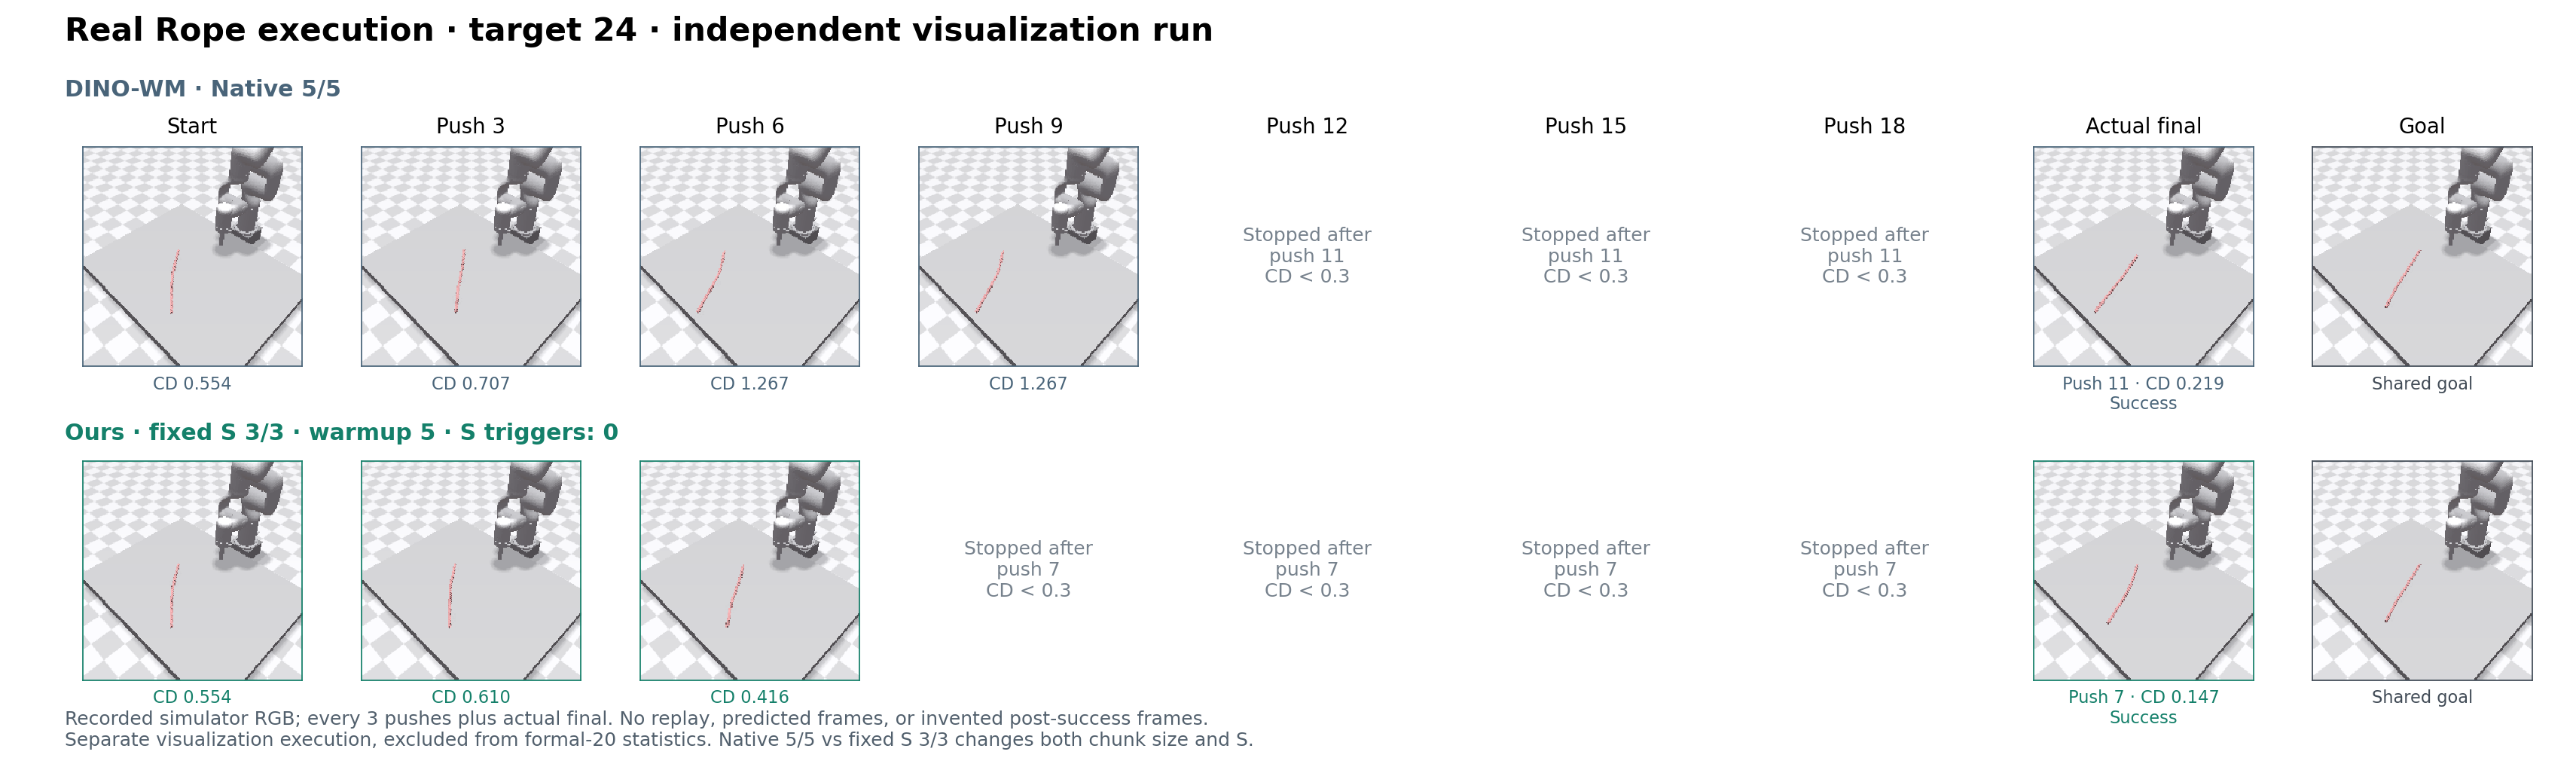 Real Rope execution · target 24 · independent visualization run
DINO-WM · Native 5/5
Start
Push 3
Push 6
Push 9
Push 12
Push 15
Push 18
Actual final
Goal
Stopped after
push 11
CD < 0.3
Stopped after
push 11
CD < 0.3
Stopped after
push 11
CD < 0.3
CD 0.554
CD 0.707
CD 1.267
CD 1.267
Push 11 · CD 0.219
Success
Shared goal
Ours · fixed S 3/3 · warmup 5 · S triggers: 0
Stopped after
push 7
CD < 0.3
Stopped after
push 7
CD < 0.3
Stopped after
push 7
CD < 0.3
Stopped after
push 7
CD < 0.3
CD 0.554
CD 0.610
CD 0.416
Push 7 · CD 0.147
Success
Shared goal
Recorded simulator RGB; every 3 pushes plus actual final. No replay, predicted frames, or invented post-success frames.
Separate visualization execution, excluded from formal-20 statistics. Native 5/5 vs fixed S 3/3 changes both chunk size and S.